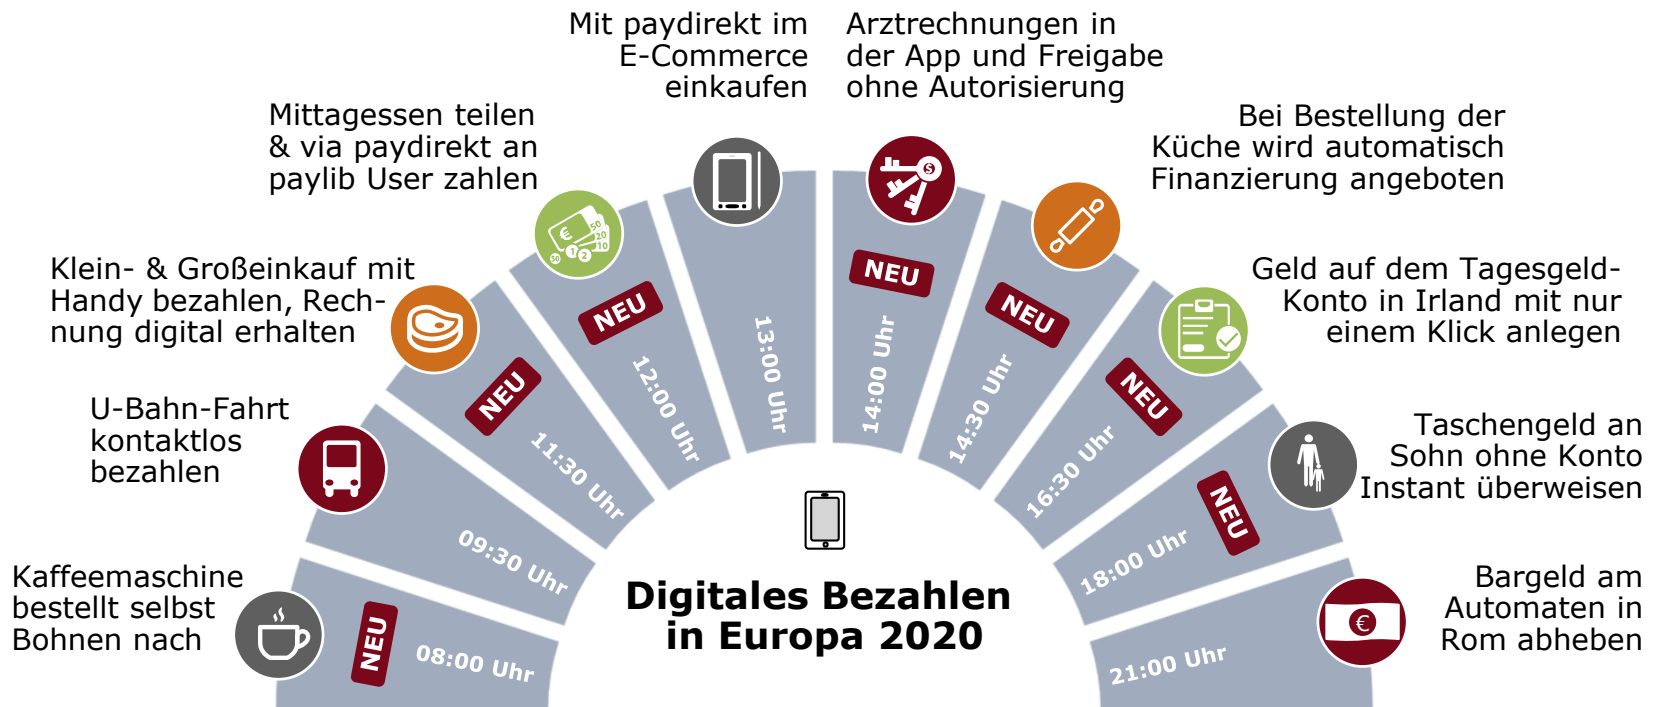 Kaffeemaschine
bestellt selbst
Bohnen nach
NEU
08:00 Uhr
U-Bahn-Fahrt
kontaktlos
bezahlen
09:30 Uhr
Klein- & Großeinkauf mit
Handy bezahlen, Rech-
nung digital erhalten
NEU
11:30 Uhr
Mittagessen teilen
& via paydirekt an
paylib User zahlen
€
50
20
10
50
1
2
NEU
12:00 Uhr
Mit paydirekt im
E-Commerce
einkaufen
13:00 Uhr
Arztrechnungen in
der App und Freigabe
ohne Autorisierung
$
NEU
14:00 Uhr
Bei Bestellung der
Küche wird automatisch
Finanzierung angeboten
NEU
14:30 Uhr
Geld auf dem Tagesgeld-
Konto in Irland mit nur
einem Klick anlegen
NEU
16:30 Uhr
Taschengeld an
Sohn ohne Konto
Instant überweisen
NEU
18:00 Uhr
Bargeld am
Automaten in
Rom abheben
€
21:00 Uhr
Digitales Bezahlen
in Europa 2020